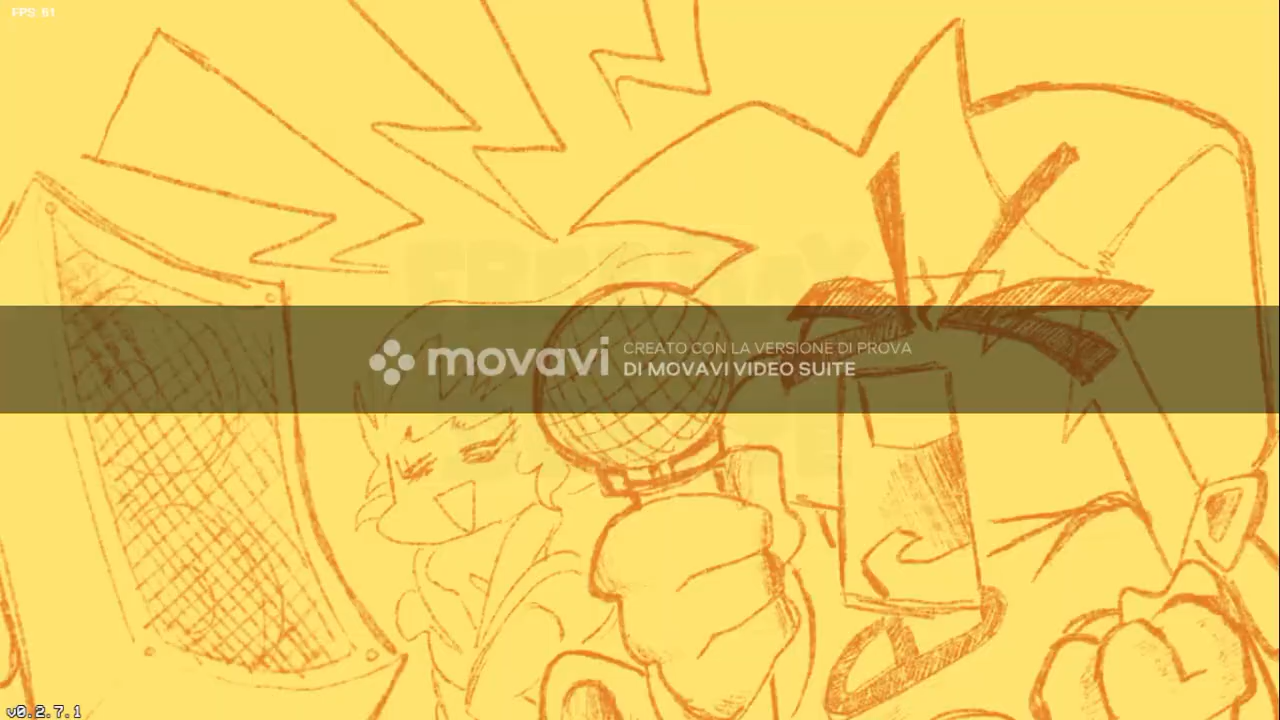 FPS: 61
movavi
CREATO CON LA VERSIONE DI PROVA
DI MOVAVI VIDEO SUITE
v0.2.7.1